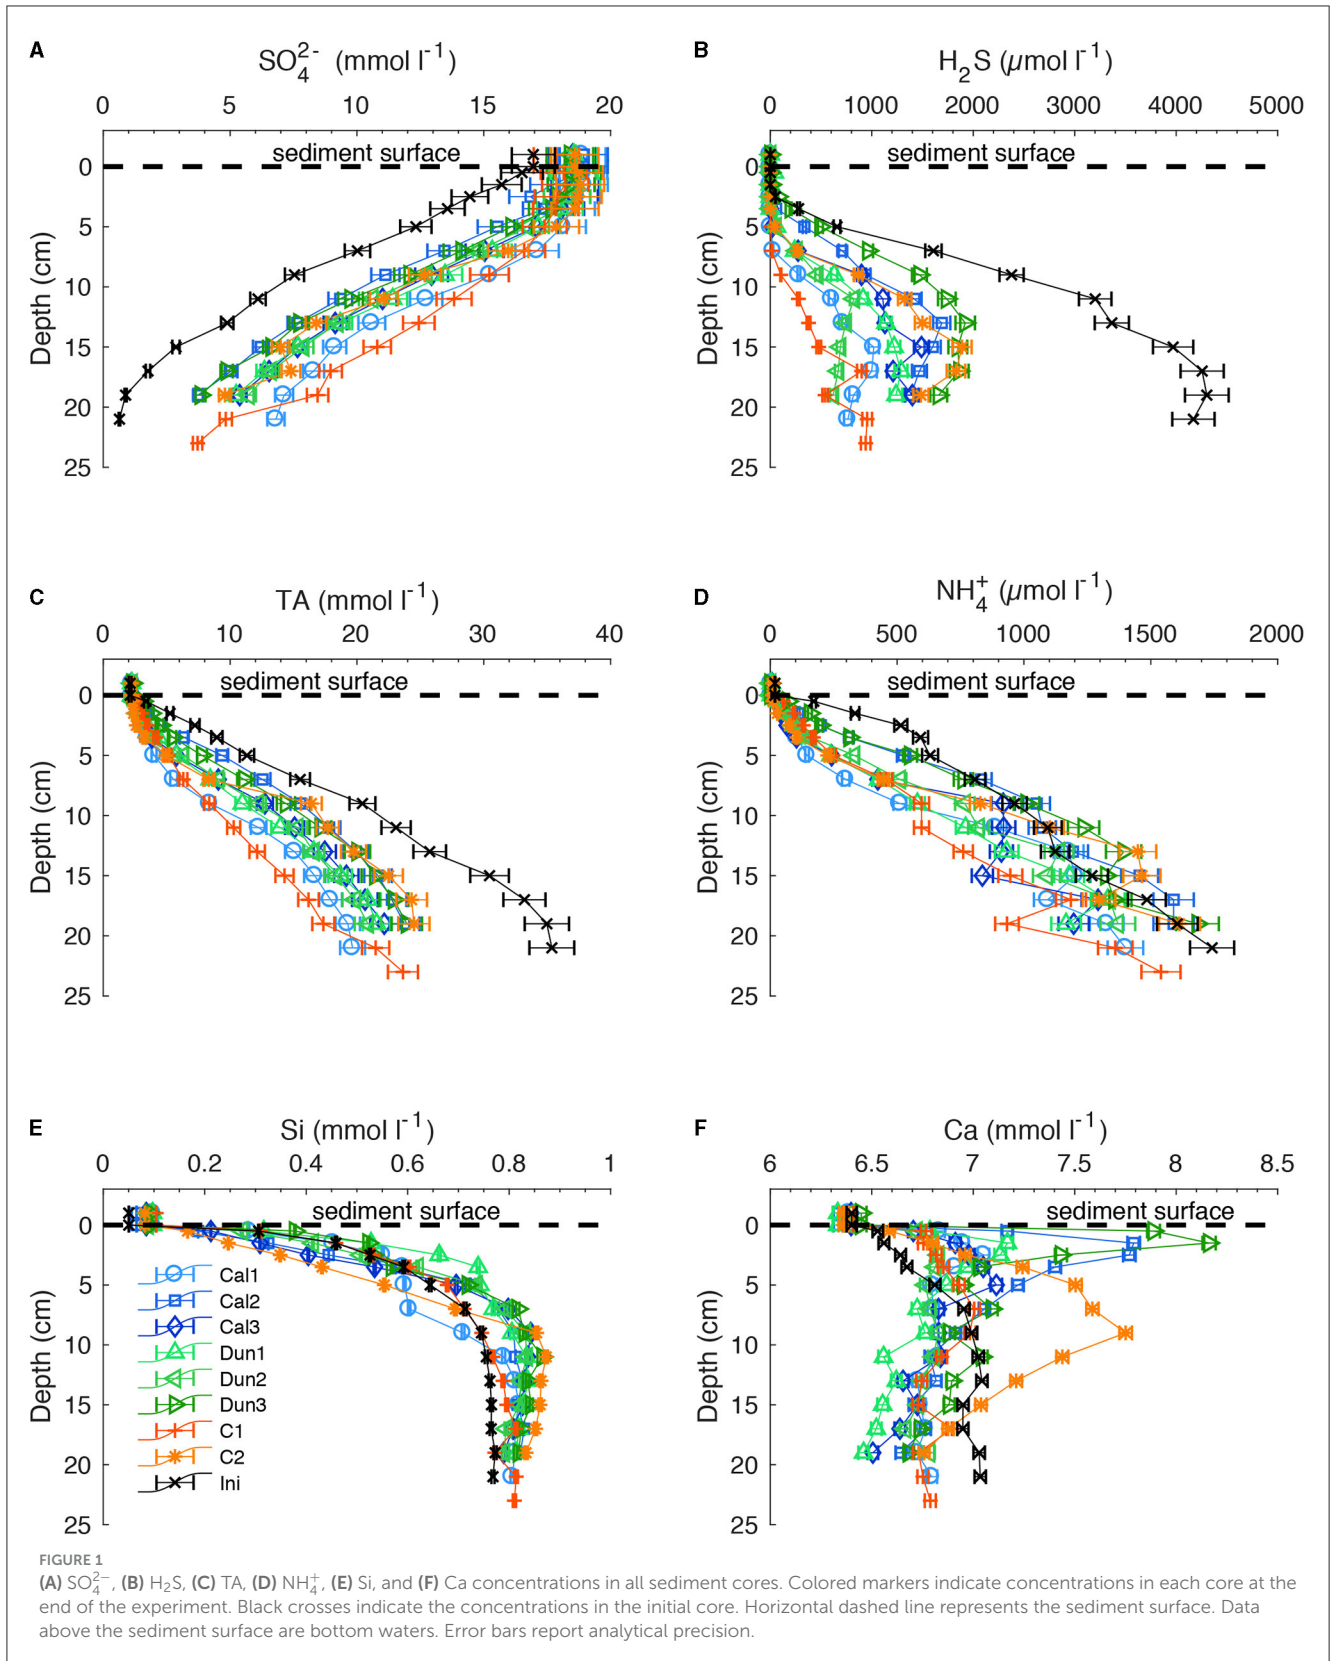 A
SO₄²⁻ (mmol l⁻¹)
0 5 10 15 20
sediment surface
Depth (cm)
0
5
10
15
20
25
B
H₂S (µmol l⁻¹)
0 1000 2000 3000 4000 5000
sediment surface
Depth (cm)
0
5
10
15
20
25
C
TA (mmol l⁻¹)
0 10 20 30 40
sediment surface
Depth (cm)
0
5
10
15
20
25
D
NH₄⁺ (µmol l⁻¹)
0 500 1000 1500 2000
sediment surface
Depth (cm)
0
5
10
15
20
25
E
Si (mmol l⁻¹)
0 0.2 0.4 0.6 0.8 1
sediment surface
Depth (cm)
0
5
10
15
20
25
Cal1
Cal2
Cal3
Dun1
Dun2
Dun3
C1
C2
Ini
F
Ca (mmol l⁻¹)
6 6.5 7 7.5 8 8.5
sediment surface
Depth (cm)
0
5
10
15
20
25
FIGURE 1
(A) SO₄²⁻, (B) H₂S, (C) TA, (D) NH₄⁺, (E) Si, and (F) Ca concentrations in all sediment cores. Colored markers indicate concentrations in each core at the
end of the experiment. Black crosses indicate the concentrations in the initial core. Horizontal dashed line represents the sediment surface. Data
above the sediment surface are bottom waters. Error bars report analytical precision.